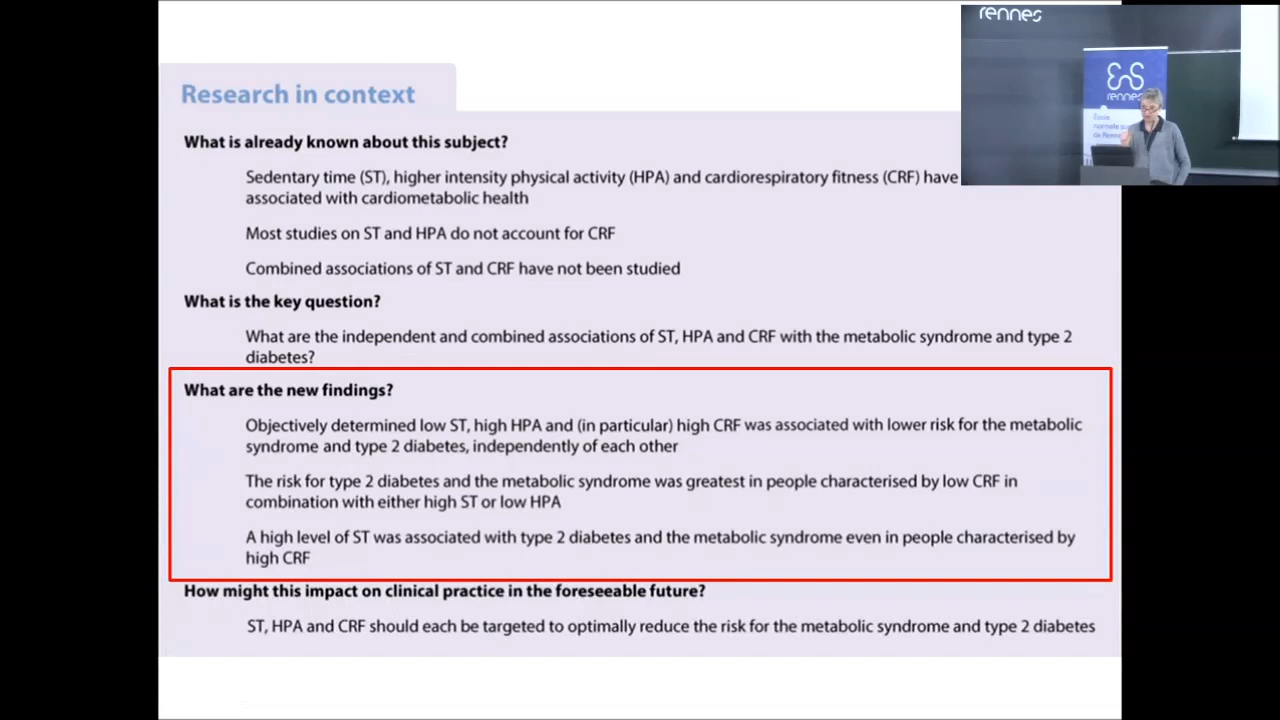 Research in context
What is already known about this subject?
Sedentary time (ST), higher intensity physical activity (HPA) and cardiorespiratory fitness (CRF) have
associated with cardiometabolic health
Most studies on ST and HPA do not account for CRF
Combined associations of ST and CRF have not been studied
What is the key question?
What are the independent and combined associations of ST, HPA and CRF with the metabolic syndrome and type 2
diabetes?
What are the new findings?
Objectively determined low ST, high HPA and (in particular) high CRF was associated with lower risk for the metabolic
syndrome and type 2 diabetes, independently of each other
The risk for type 2 diabetes and the metabolic syndrome was greatest in people characterised by low CRF in
combination with either high ST or low HPA
A high level of ST was associated with type 2 diabetes and the metabolic syndrome even in people characterised by
high CRF
How might this impact on clinical practice in the foreseeable future?
ST, HPA and CRF should each be targeted to optimally reduce the risk for the metabolic syndrome and type 2 diabetes
rennes
ENS
rennes
école
normale
de Rennes